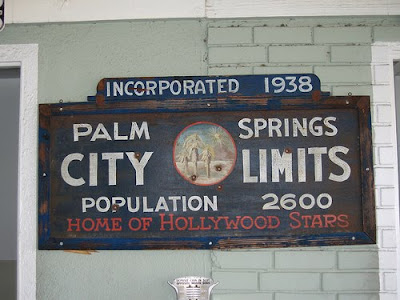 INCORPORATED 1938
PALM SPRINGS
CITY LIMITS
POPULATION 2600
HOME OF HOLLYWOOD STARS